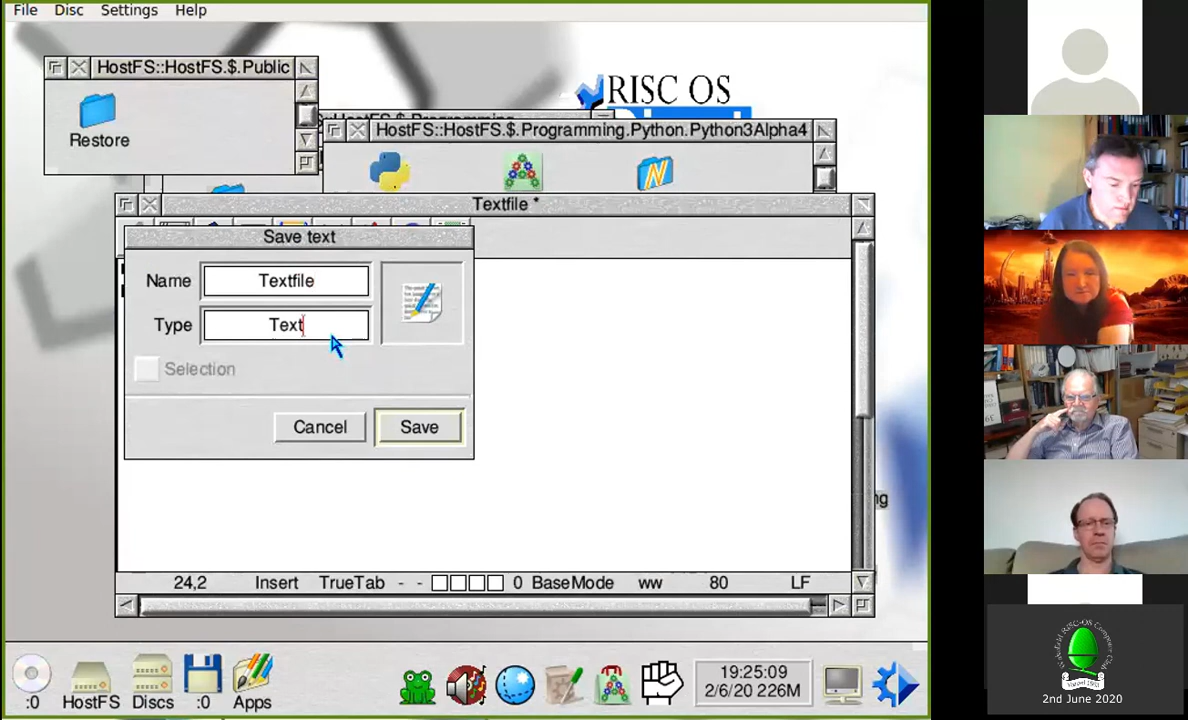 File Disc Settings Help
HostFS::HostFS.$.Public
Restore
RISC OS
HostFS::HostFS.$.Programming.Python.Python3Alpha4
Textfile *
Save text
Name Textfile
Type Text
Selection
Cancel Save
24,2 Insert TrueTab - - 0 BaseMode ww 80 LF
:0 HostFS Discs :0 Apps
19:25:09
2/6/20 226M
2nd June 2020